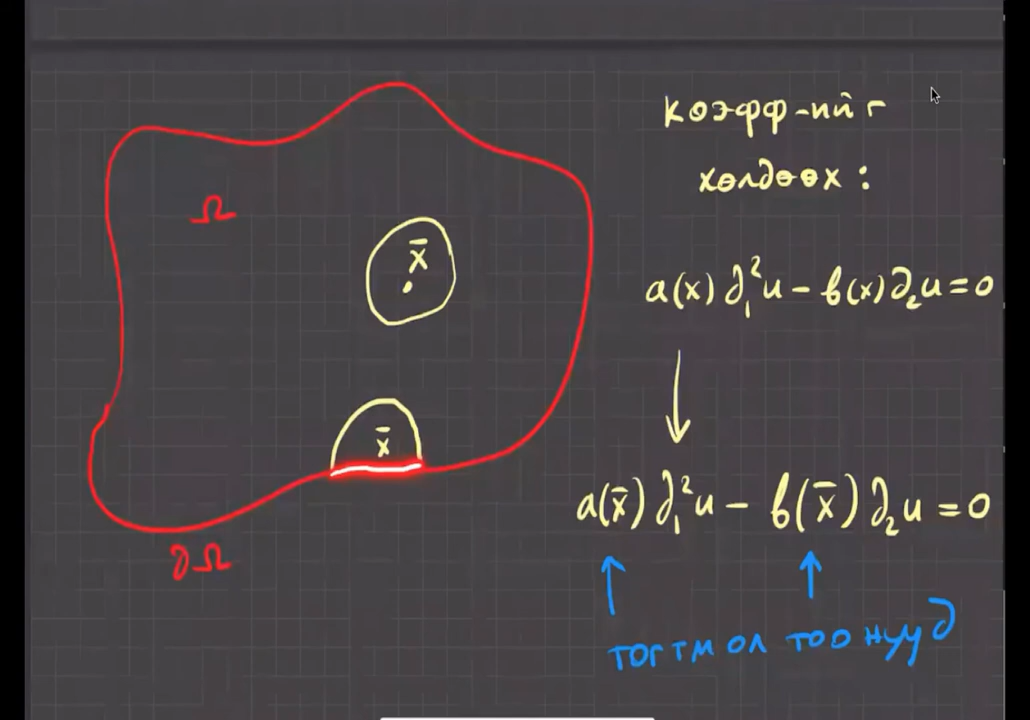 Ω
x̄
x̄
∂Ω
коэфф-ийг
хөлдөөх:
a(x)∂₁²u - b(x)∂₂u = 0
a(x̄)∂₁²u - b(x̄)∂₂u = 0
тогтмол тоонууд